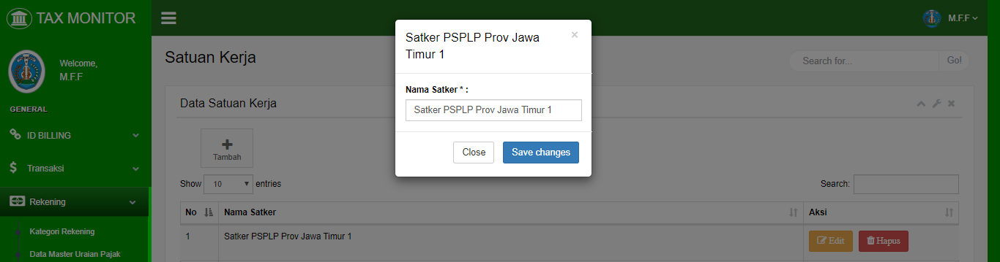 TAX MONITOR
M.F.F
Welcome,
M.F.F
GENERAL
ID BILLING
Transaksi
Rekening
Kategori Rekening
Data Master Uraian Pajak
Satuan Kerja
Search for...
Go!
Data Satuan Kerja
Tambah
Show 10 entries
Search:
No Nama Satker Aksi
1 Satker PSPLP Prov Jawa Timur 1 Edit Hapus
Satker PSPLP Prov Jawa
Timur 1
×
Nama Satker * :
Satker PSPLP Prov Jawa Timur 1
Close Save changes